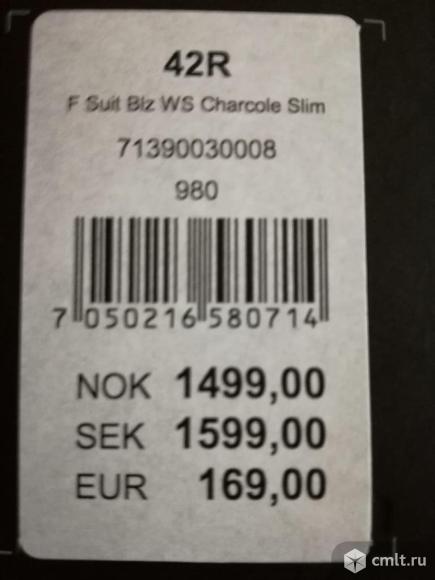 42R
F Suit Blz WS Charcole Slim
71390030008
980
7 050216 580714
NOK 1499,00
SEK 1599,00
EUR 169,00
cmlt.ru